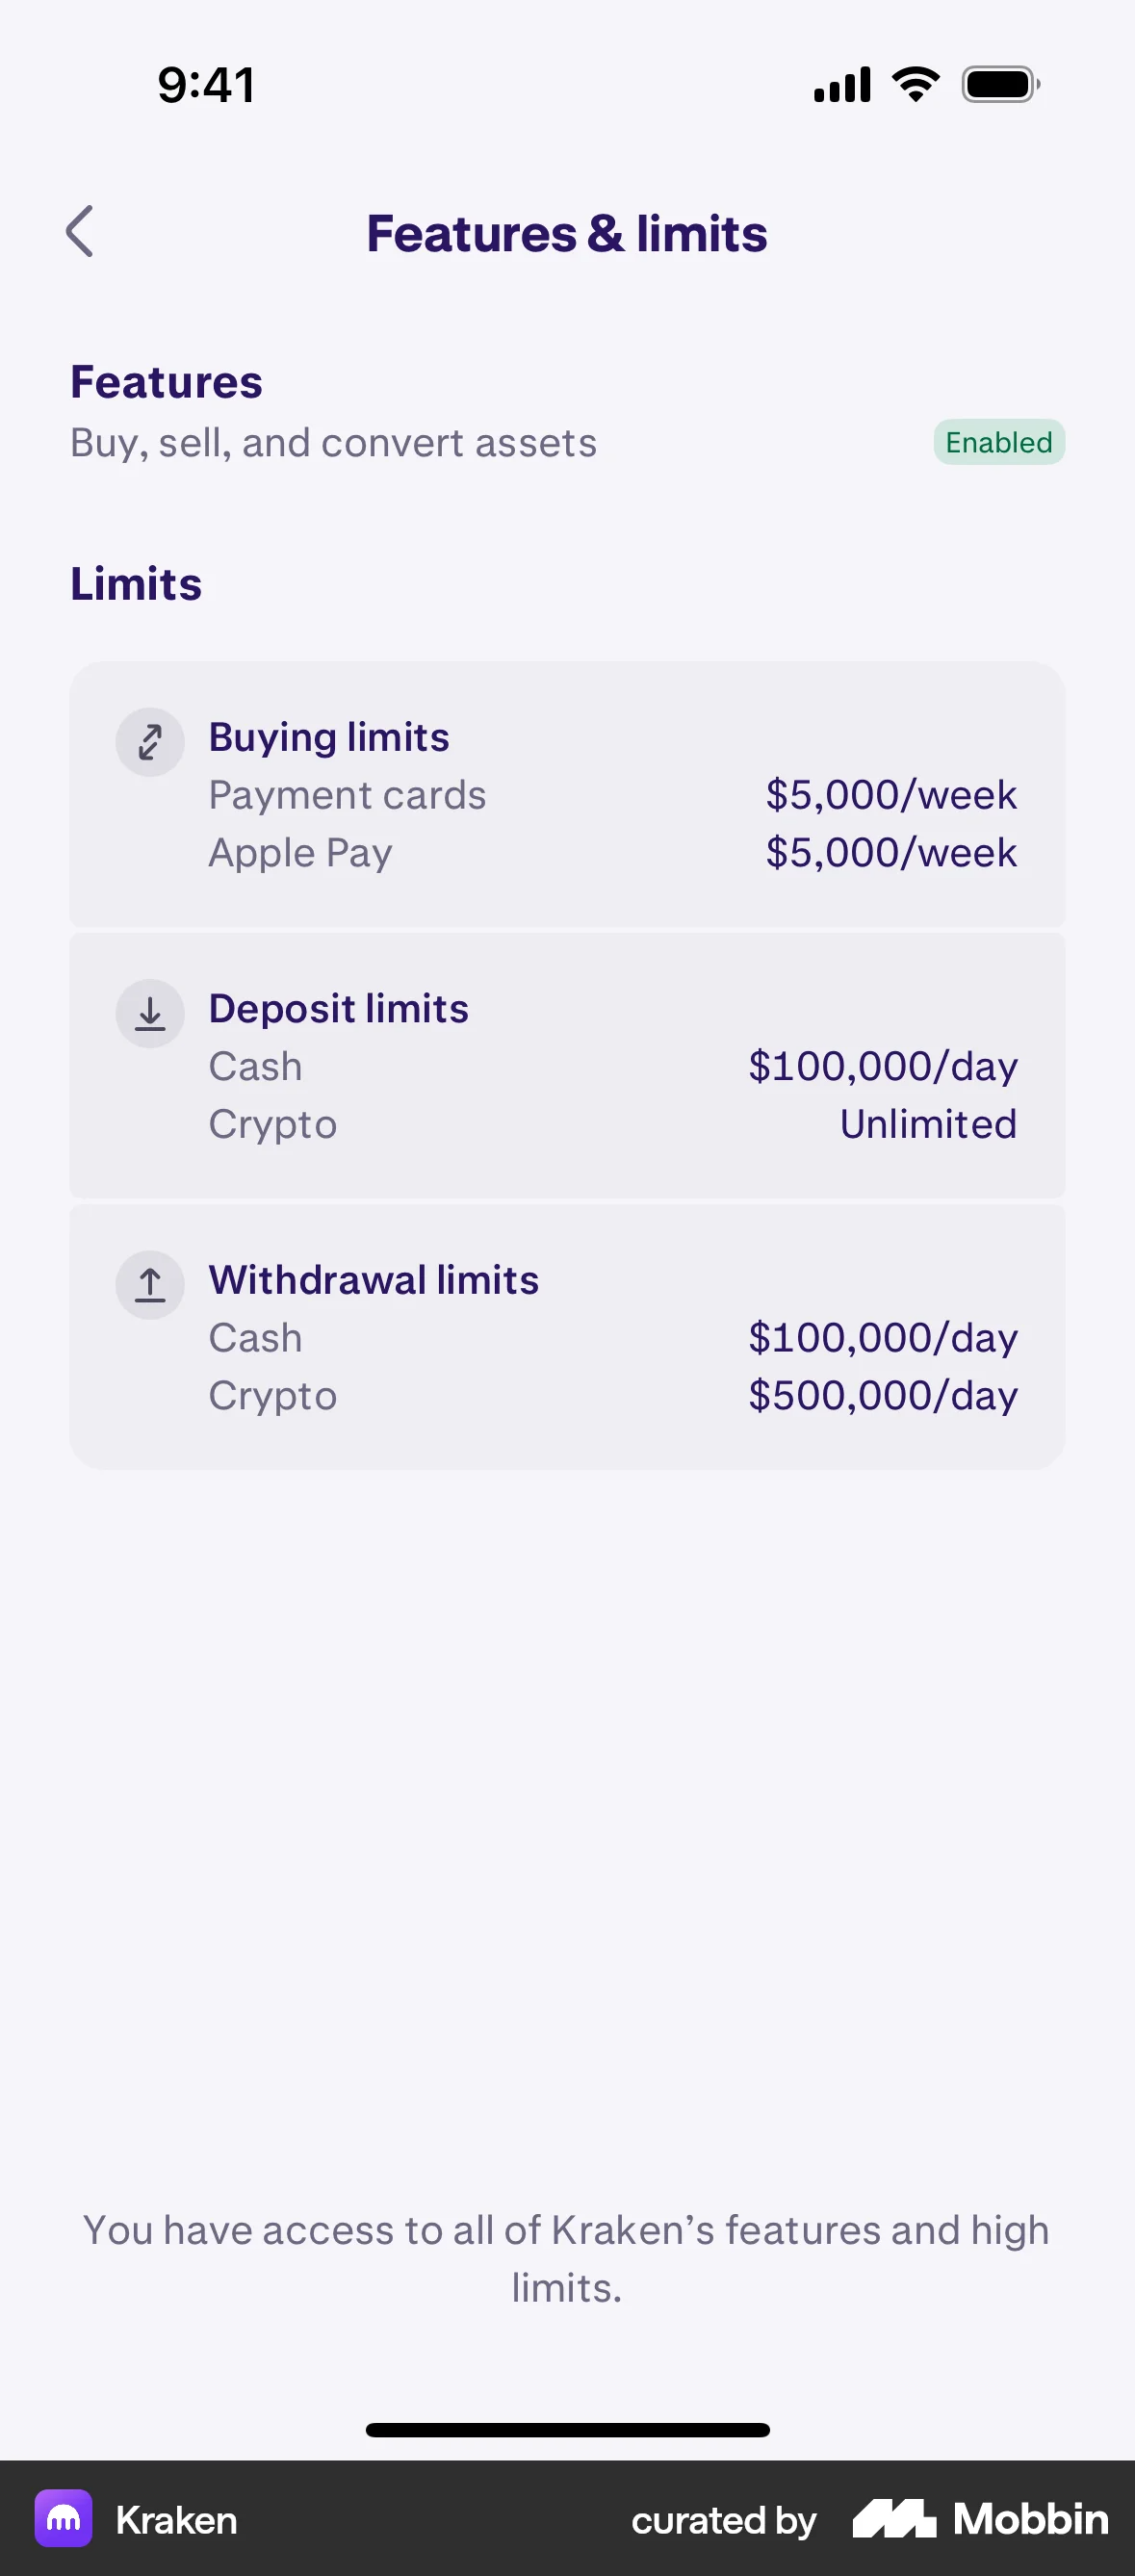 9:41
Features & limits
Features
Buy, sell, and convert assets
Enabled
Limits
Buying limits
Payment cards $5,000/week
Apple Pay $5,000/week
Deposit limits
Cash $100,000/day
Crypto Unlimited
Withdrawal limits
Cash $100,000/day
Crypto $500,000/day
You have access to all of Kraken’s features and high
limits.
Kraken
curated by Mobbin